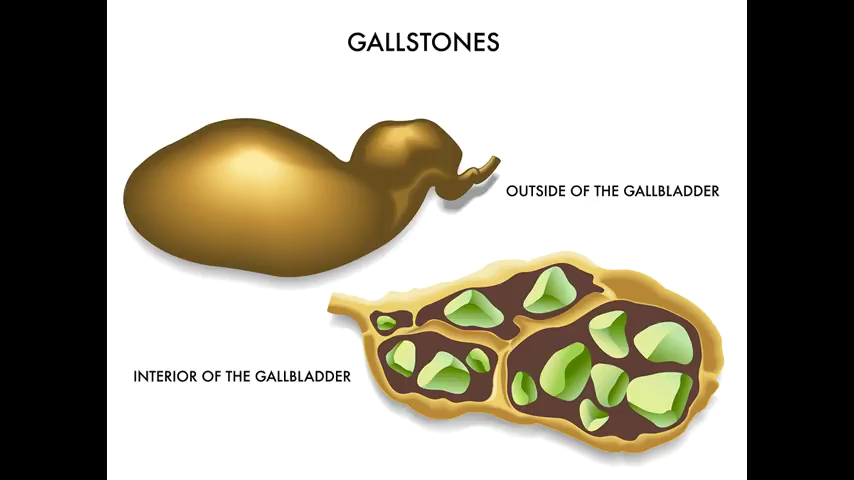 GALLSTONES
OUTSIDE OF THE GALLBLADDER
INTERIOR OF THE GALLBLADDER